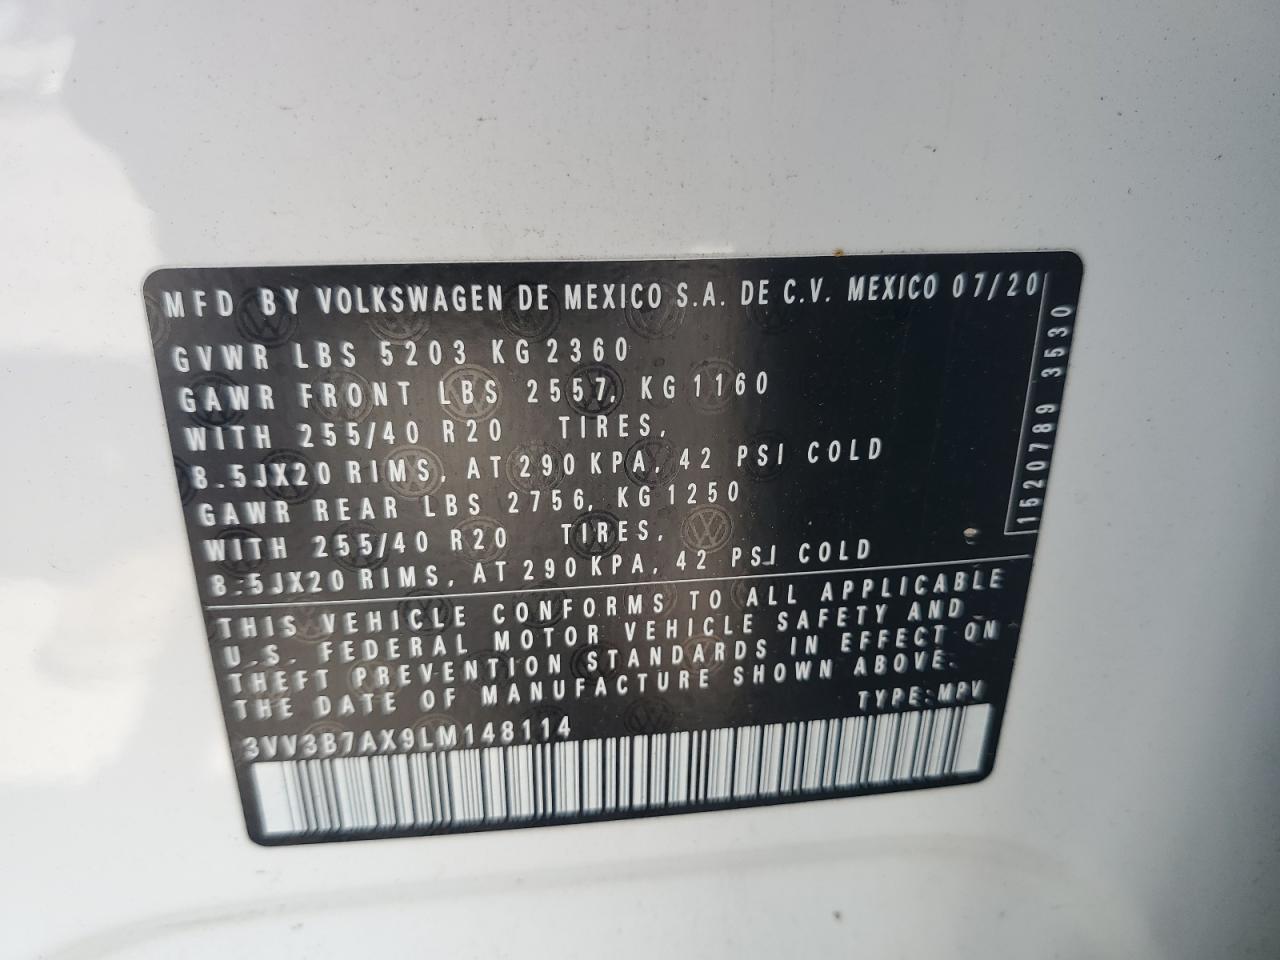 MFD BY VOLKSWAGEN DE MEXICO S.A. DE C.V. MEXICO 07/20
GVWR LBS 5203 KG 2360
GAWR FRONT LBS 2557, KG 1160
WITH 255/40 R20 TIRES,
8.5JX20 RIMS, AT 290 KPA, 42 PSI COLD
GAWR REAR LBS 2756, KG 1250
WITH 255/40 R20 TIRES,
8.5JX20 RIMS, AT 290 KPA, 42 PSI COLD
THIS VEHICLE CONFORMS TO ALL APPLICABLE
U.S. FEDERAL MOTOR VEHICLE SAFETY AND
THEFT PREVENTION STANDARDS IN EFFECT ON
THE DATE OF MANUFACTURE SHOWN ABOVE.
TYPE:MPV
3VV3B7AX9LM148114
1520789 3530